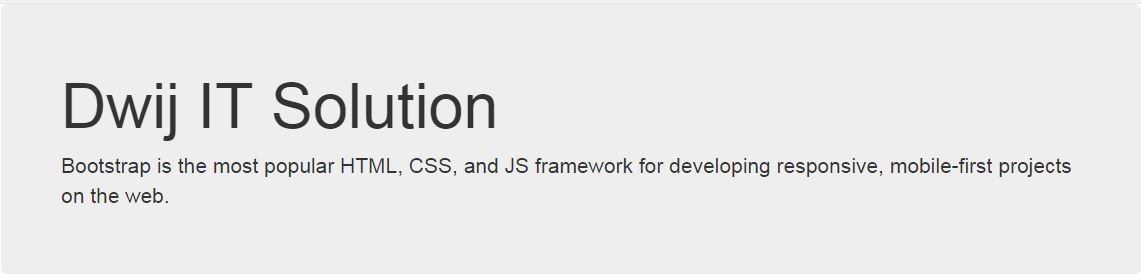 Dwij IT Solution
Bootstrap is the most popular HTML, CSS, and JS framework for developing responsive, mobile-first projects
on the web.